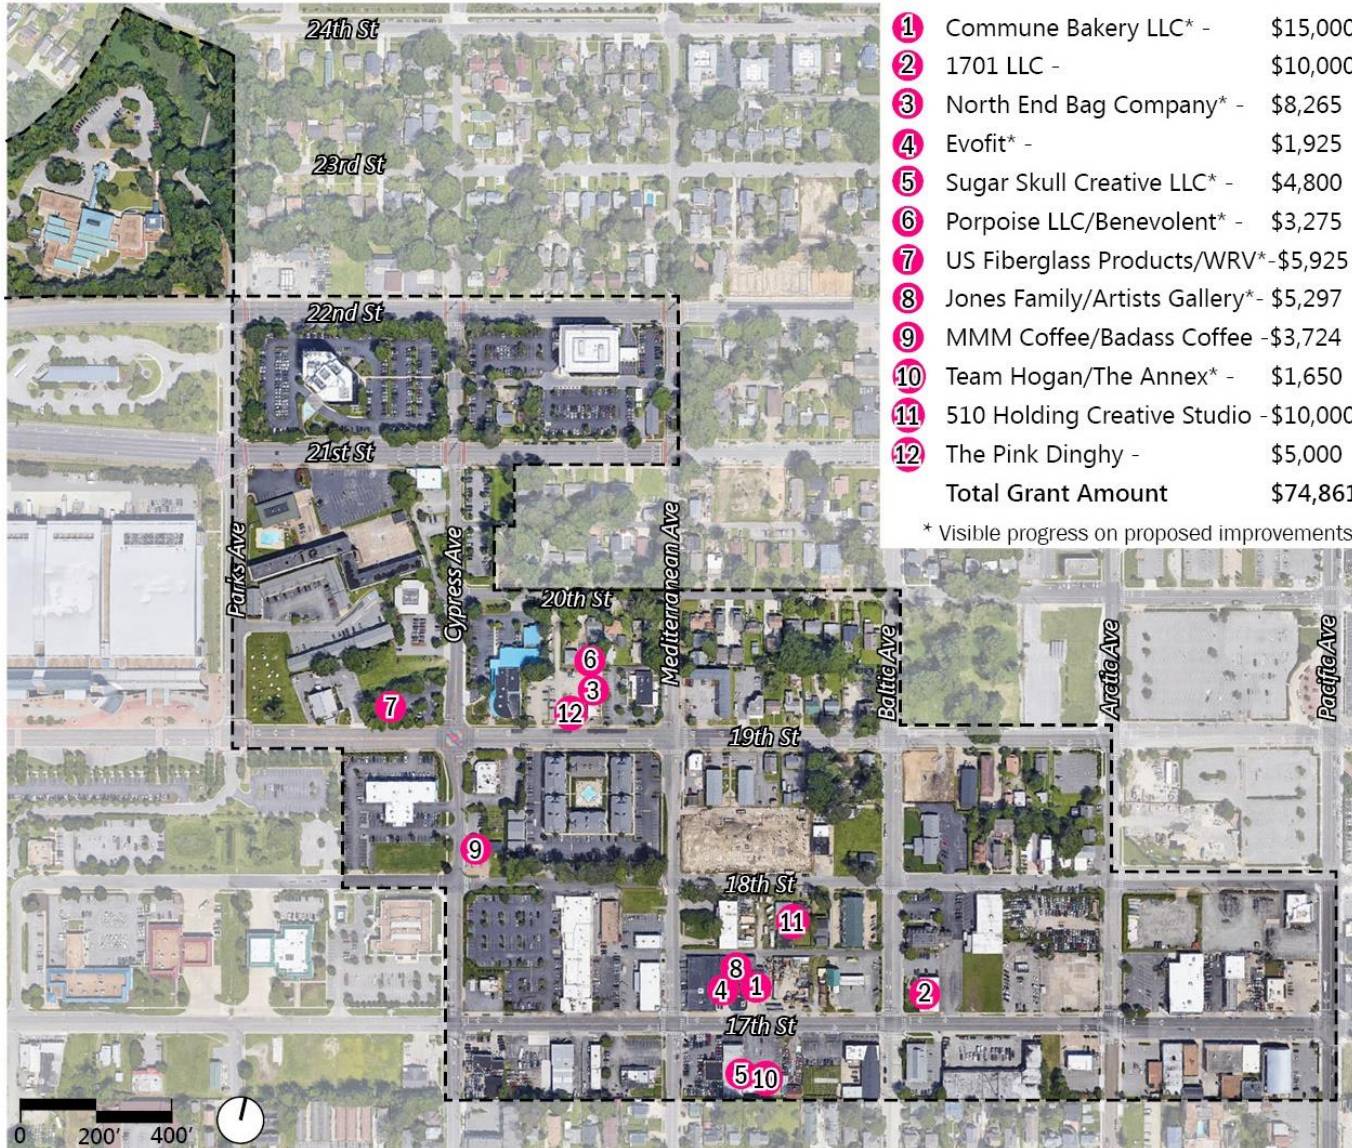 1 Commune Bakery LLC* - $15,000
2 1701 LLC - $10,000
3 North End Bag Company* - $8,265
4 Evofit* - $1,925
5 Sugar Skull Creative LLC* - $4,800
6 Porpoise LLC/Benevolent* - $3,275
7 US Fiberglass Products/WRV*-$5,925
8 Jones Family/Artists Gallery*- $5,297
9 MMM Coffee/Badass Coffee -$3,724
10 Team Hogan/The Annex* - $1,650
11 510 Holding Creative Studio -$10,000
12 The Pink Dinghy - $5,000
Total Grant Amount $74,861
* Visible progress on proposed improvements
24th St
23rd St
22nd St
21st St
Parks Ave
Cypress Ave
Mediterranean Ave
20th St
Baltic Ave
Arctic Ave
Pacific Ave
6
3
7
12
19th St
9
18th St
11
8
4
1
2
17th St
5
10
0 200' 400'